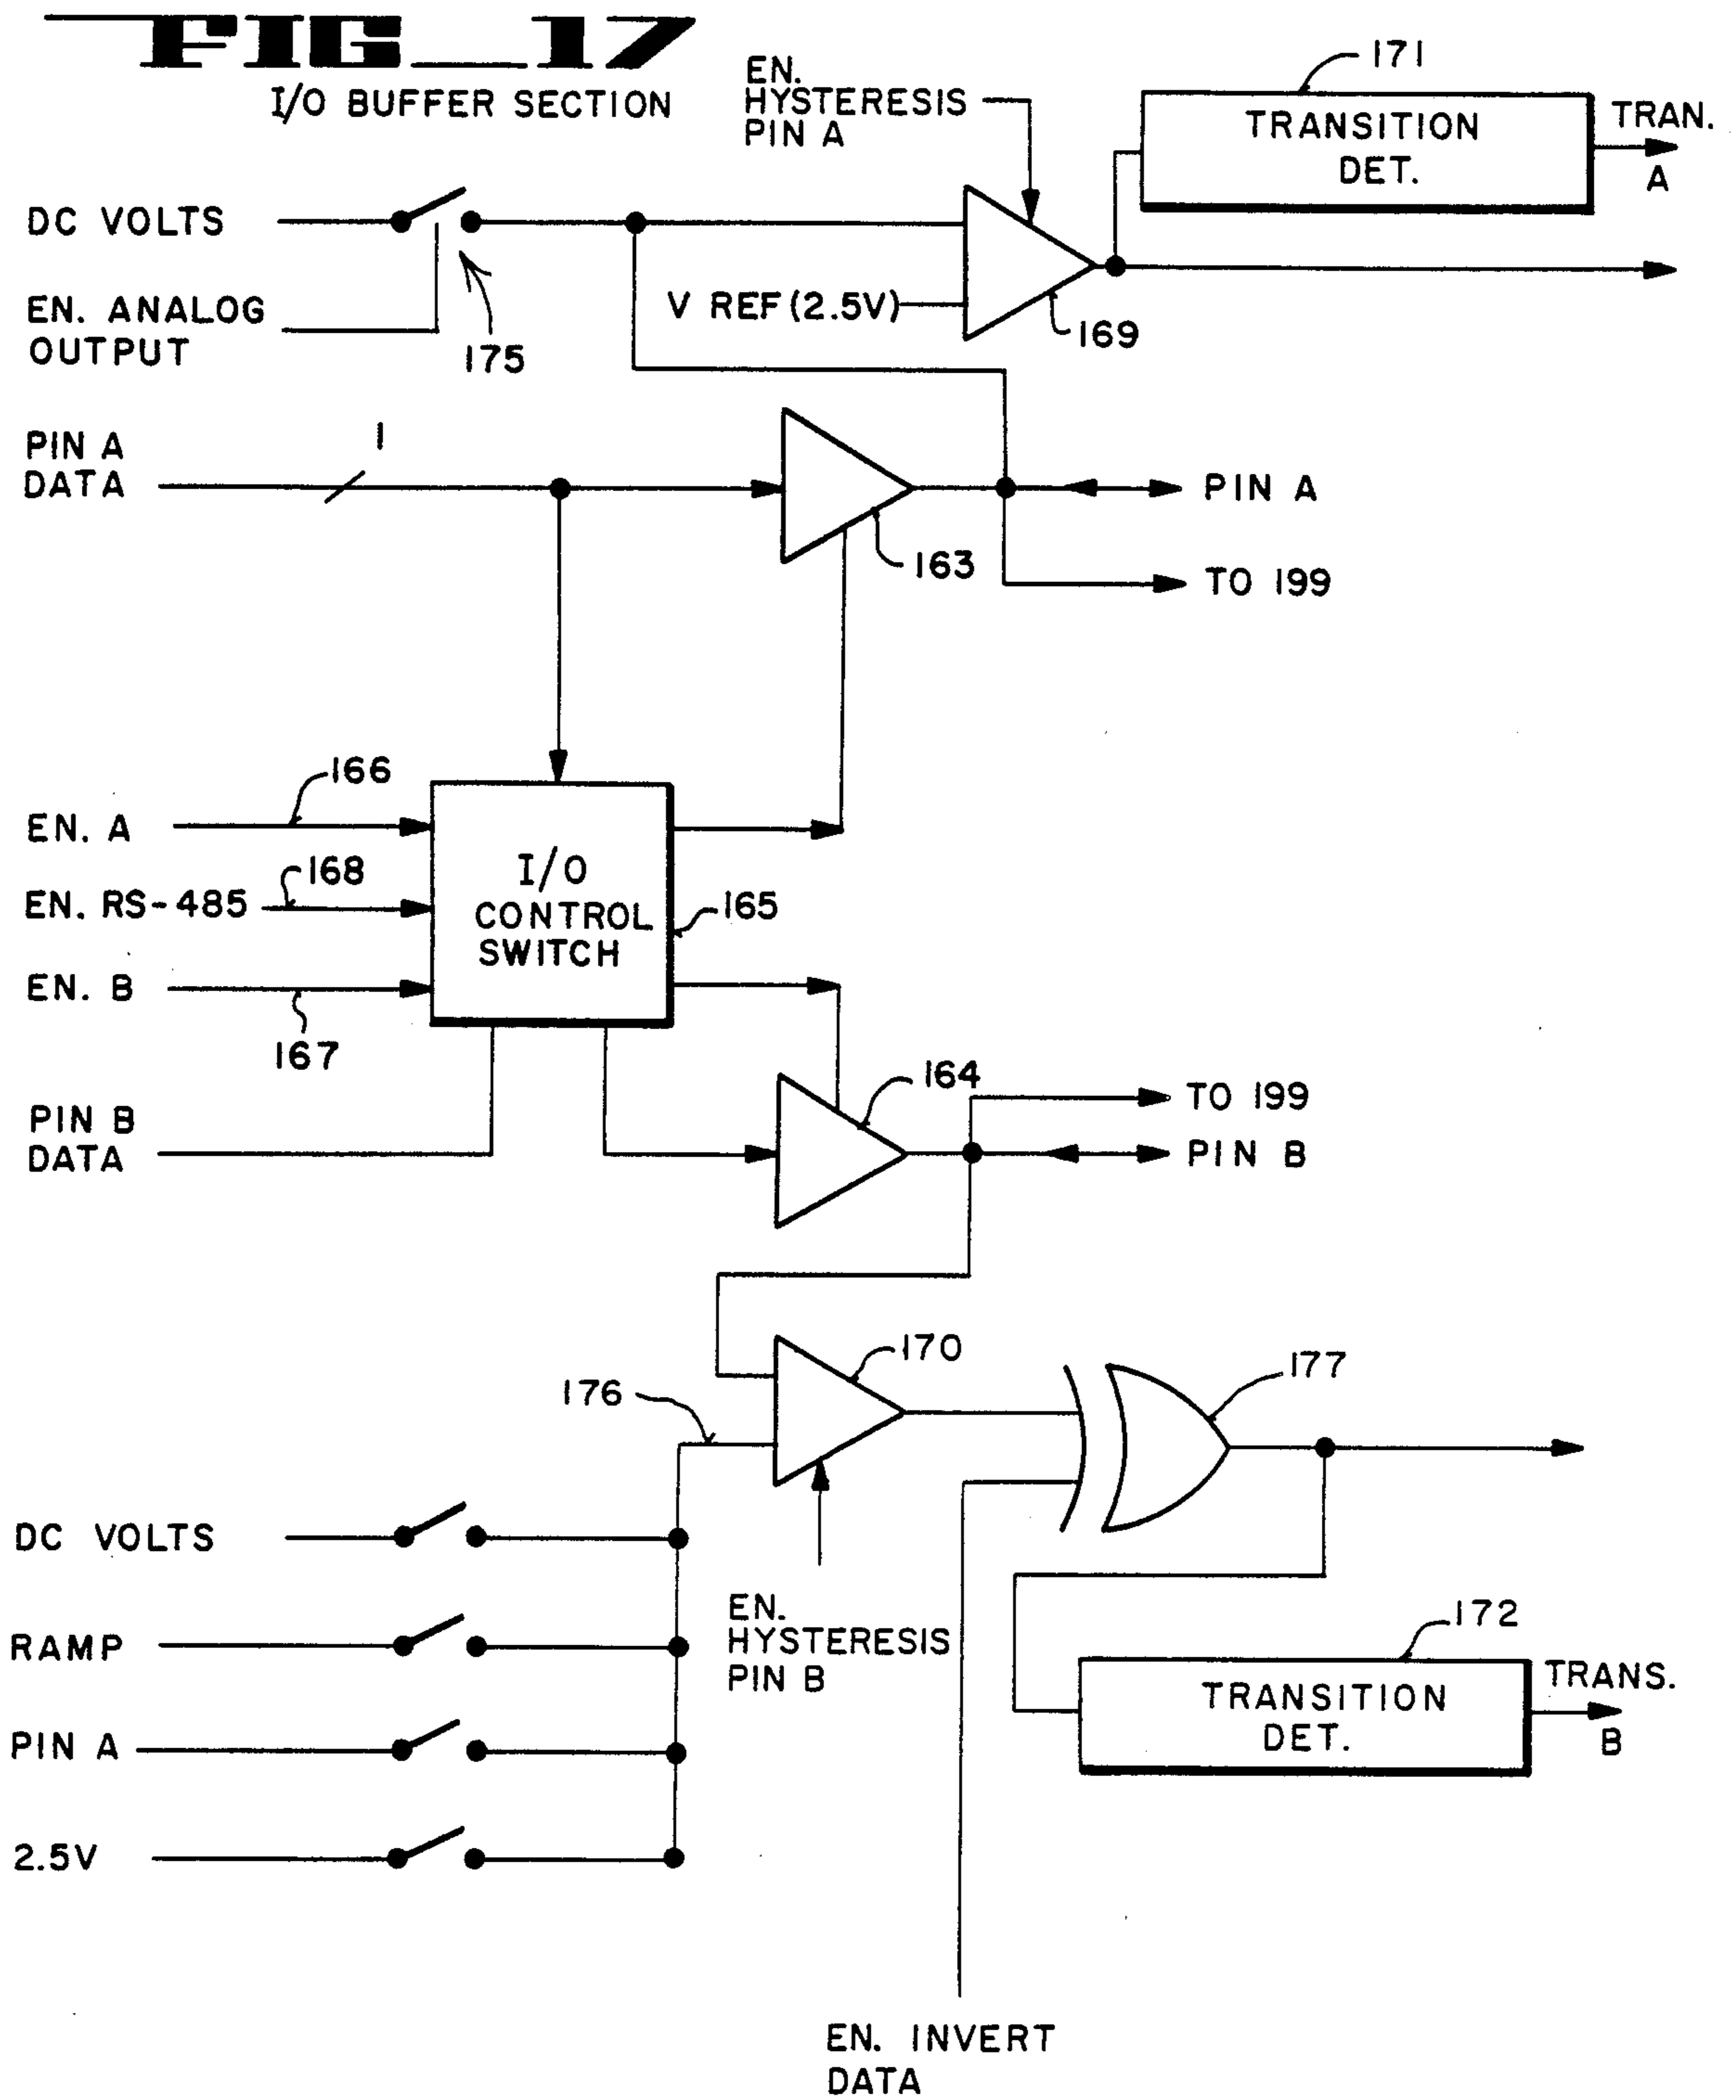 FIG_17
I/O BUFFER SECTION
EN.
HYSTERESIS
PIN A
171
TRANSITION
DET.
TRAN.
A
DC VOLTS
EN. ANALOG
OUTPUT
175
V REF (2.5V)
169
PIN A
DATA
1
163
PIN A
TO 199
EN. A
166
EN. RS-485
168
EN. B
167
I/O
CONTROL
SWITCH
165
PIN B
DATA
164
TO 199
PIN B
170
176
177
DC VOLTS
RAMP
PIN A
2.5V
EN.
HYSTERESIS
PIN B
172
TRANSITION
DET.
TRANS.
B
EN. INVERT
DATA